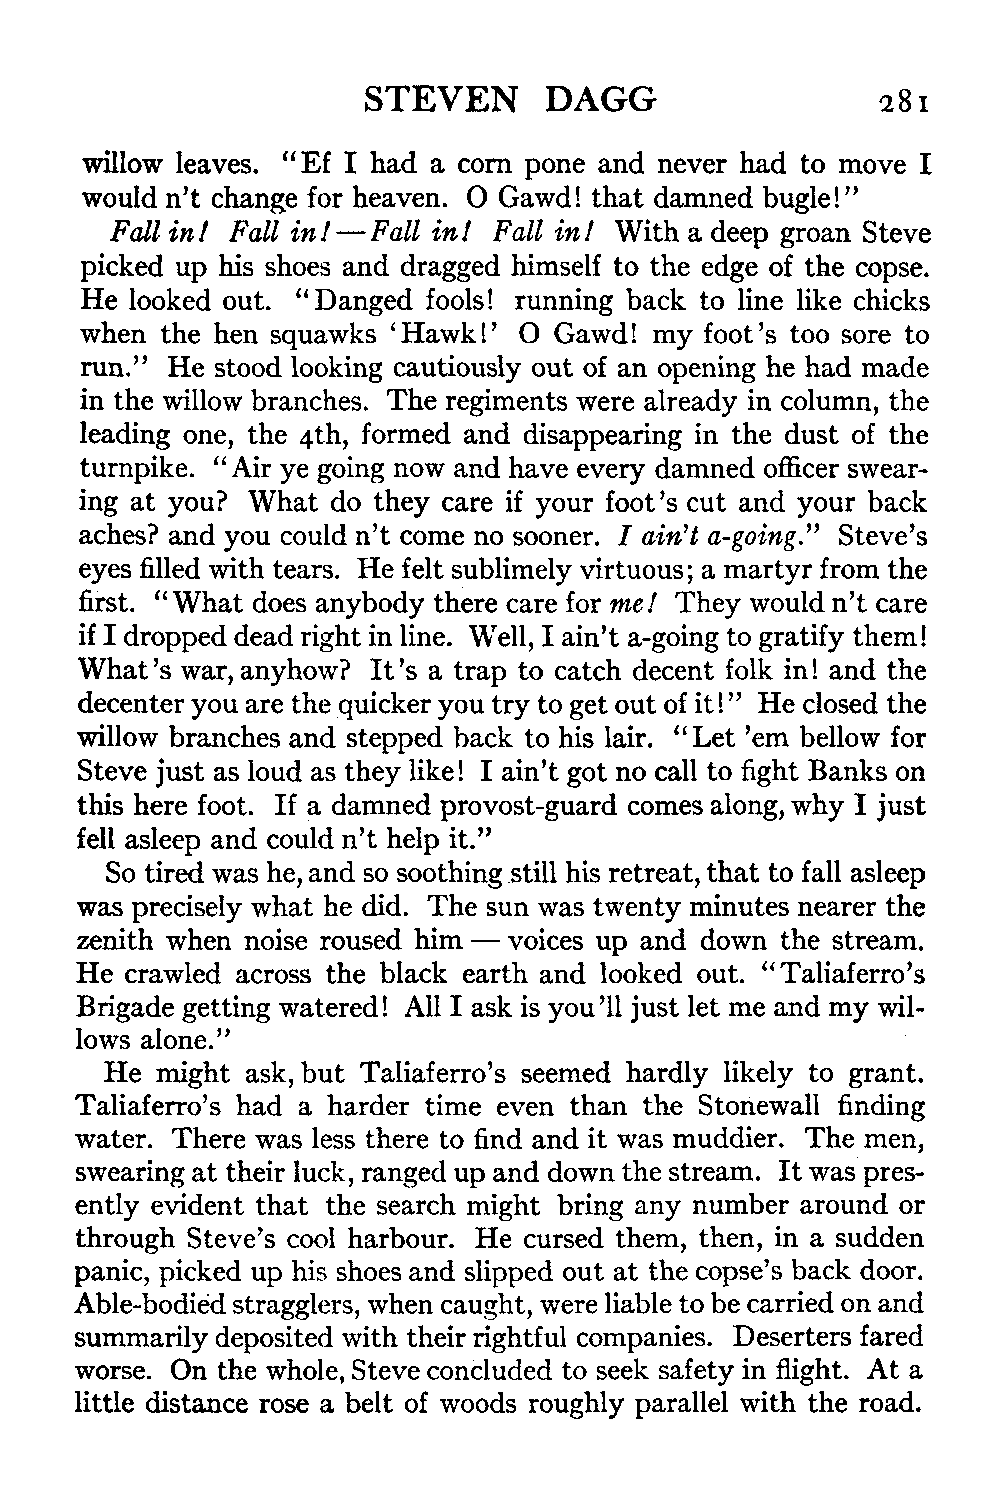 STEVEN DAGG 281
willow leaves. "Ef I had a corn pone and never had to move I
would n't change for heaven. O Gawd! that damned bugle!"
Fall in! Fall in!—Fall in! Fall in! With a deep groan Steve
picked up his shoes and dragged himself to the edge of the copse.
He looked out. "Danged fools! running back to line like chicks
when the hen squawks 'Hawk!' O Gawd! my foot's too sore to
run." He stood looking cautiously out of an opening he had made
in the willow branches. The regiments were already in column, the
leading one, the 4th, formed and disappearing in the dust of the
turnpike. "Air ye going now and have every damned officer swear-
ing at you? What do they care if your foot's cut and your back
aches? and you could n't come no sooner. I ain't a-going." Steve's
eyes filled with tears. He felt sublimely virtuous; a martyr from the
first. "What does anybody there care for me! They would n't care
if I dropped dead right in line. Well, I ain't a-going to gratify them!
What's war, anyhow? It's a trap to catch decent folk in! and the
decenter you are the quicker you try to get out of it!" He closed the
willow branches and stepped back to his lair. "Let 'em bellow for
Steve just as loud as they like! I ain't got no call to fight Banks on
this here foot. If a damned provost-guard comes along, why I just
fell asleep and could n't help it."
So tired was he, and so soothing still his retreat, that to fall asleep
was precisely what he did. The sun was twenty minutes nearer the
zenith when noise roused him — voices up and down the stream.
He crawled across the black earth and looked out. "Taliaferro's
Brigade getting watered! All I ask is you'll just let me and my wil-
lows alone."
He might ask, but Taliaferro's seemed hardly likely to grant.
Taliaferro's had a harder time even than the Stonewall finding
water. There was less there to find and it was muddier. The men,
swearing at their luck, ranged up and down the stream. It was pres-
ently evident that the search might bring any number around or
through Steve's cool harbour. He cursed them, then, in a sudden
panic, picked up his shoes and slipped out at the copse's back door.
Able-bodied stragglers, when caught, were liable to be carried on and
summarily deposited with their rightful companies. Deserters fared
worse. On the whole, Steve concluded to seek safety in flight. At a
little distance rose a belt of woods roughly parallel with the road.